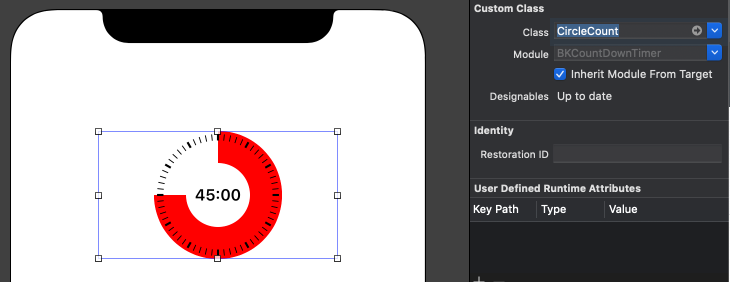 45:00
Custom Class
Class CircleCount
Module BKCountDownTimer
Inherit Module From Target
Designables Up to date
Identity
Restoration ID
User Defined Runtime Attributes
Key Path Type Value